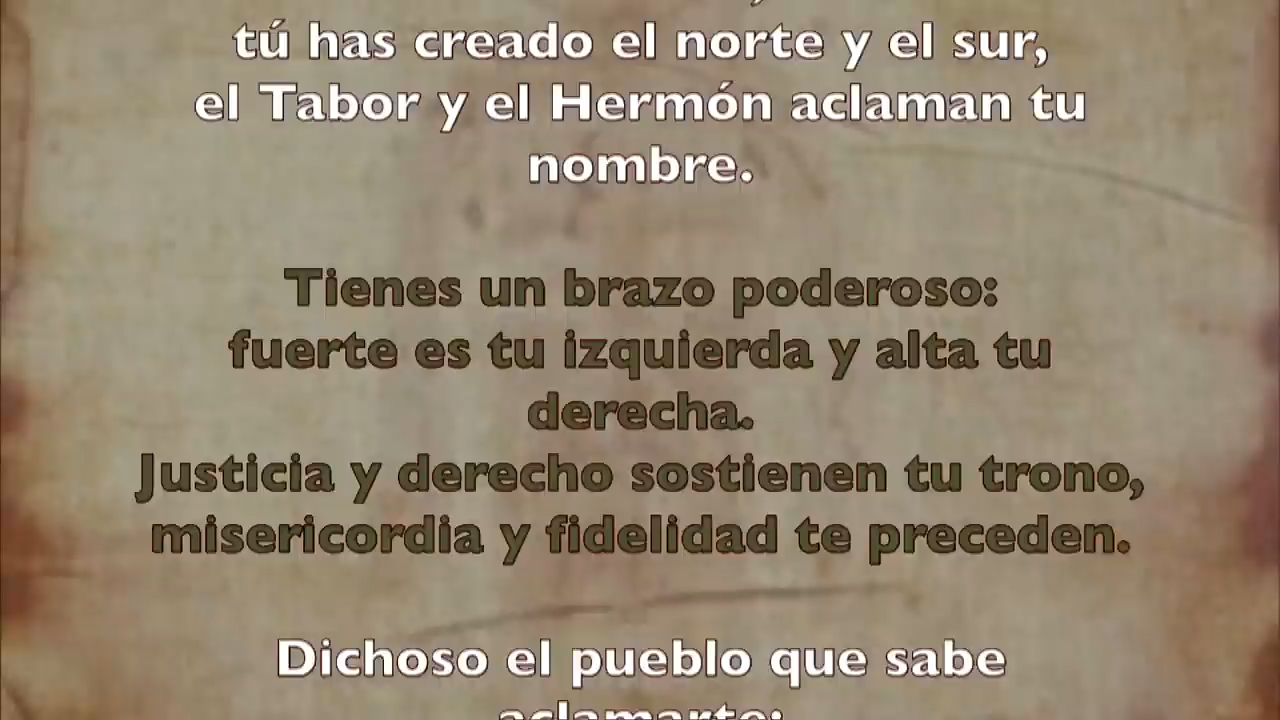 tú has creado el norte y el sur,
el Tabor y el Hermón aclaman tu
nombre.
Tienes un brazo poderoso:
fuerte es tu izquierda y alta tu
derecha.
Justicia y derecho sostienen tu trono,
misericordia y fidelidad te preceden.
Dichoso el pueblo que sabe
aclamarte: